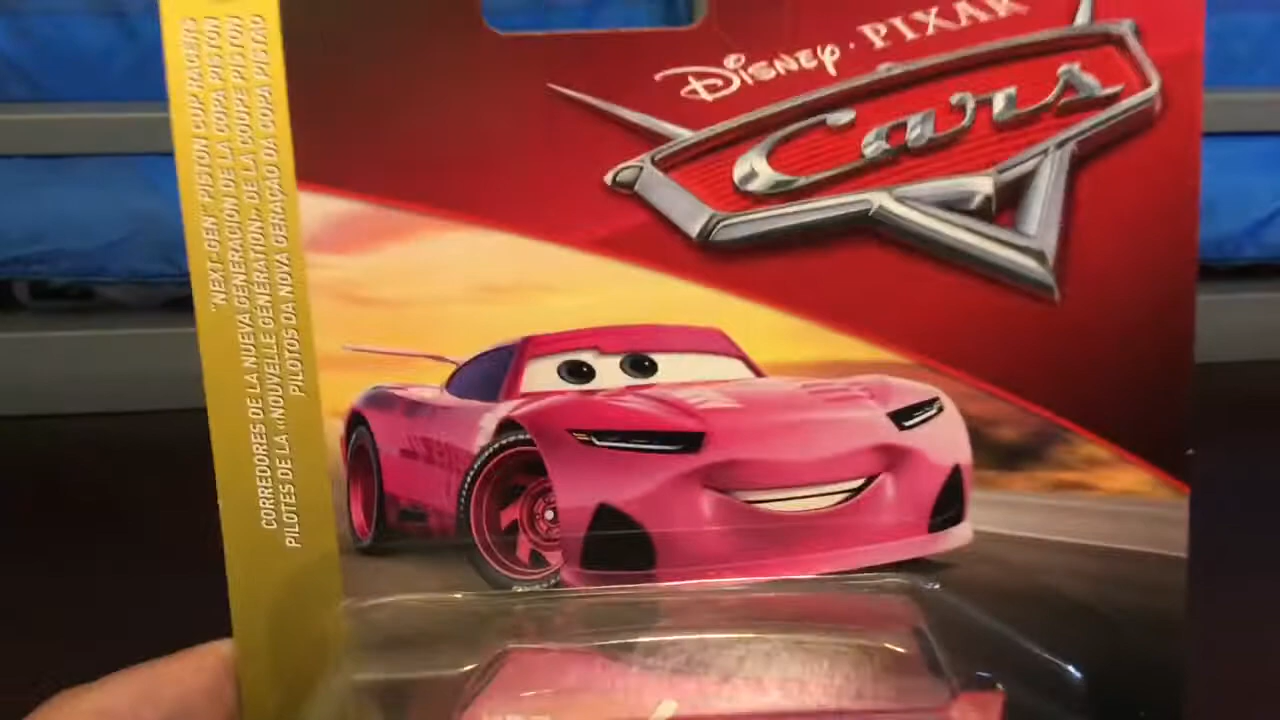 DISNEY · PIXAR
Cars
"NEXT-GEN" PISTON CUP RACERS
CORREDORES DE LA NUEVA GENERACIÓN DE LA COPA PISTÓN
PILOTES DE LA «NOUVELLE GÉNÉRATION» DE LA COUPE PISTON
PILOTOS DA NOVA GERAÇÃO DA COPA PISTÃO